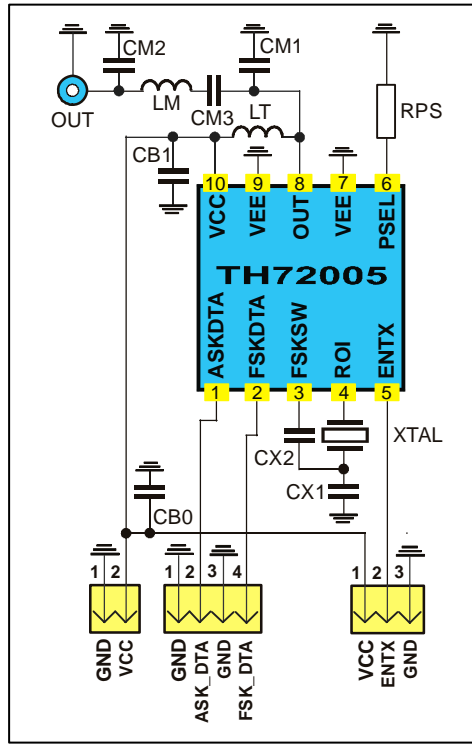 CM2
CM1
OUT
LM
CM3
LT
RPS
CB1
10 9 8 7 6
VCC VEE OUT VEE PSEL
TH72005
ASKDTA FSKDTA FSKSW ROI ENTX
1 2 3 4 5
CX2
XTAL
CX1
CB0
1 2
1 2 3 4
1 2 3
GND VCC
GND ASK_DTA GND FSK_DTA
VCC ENTX GND